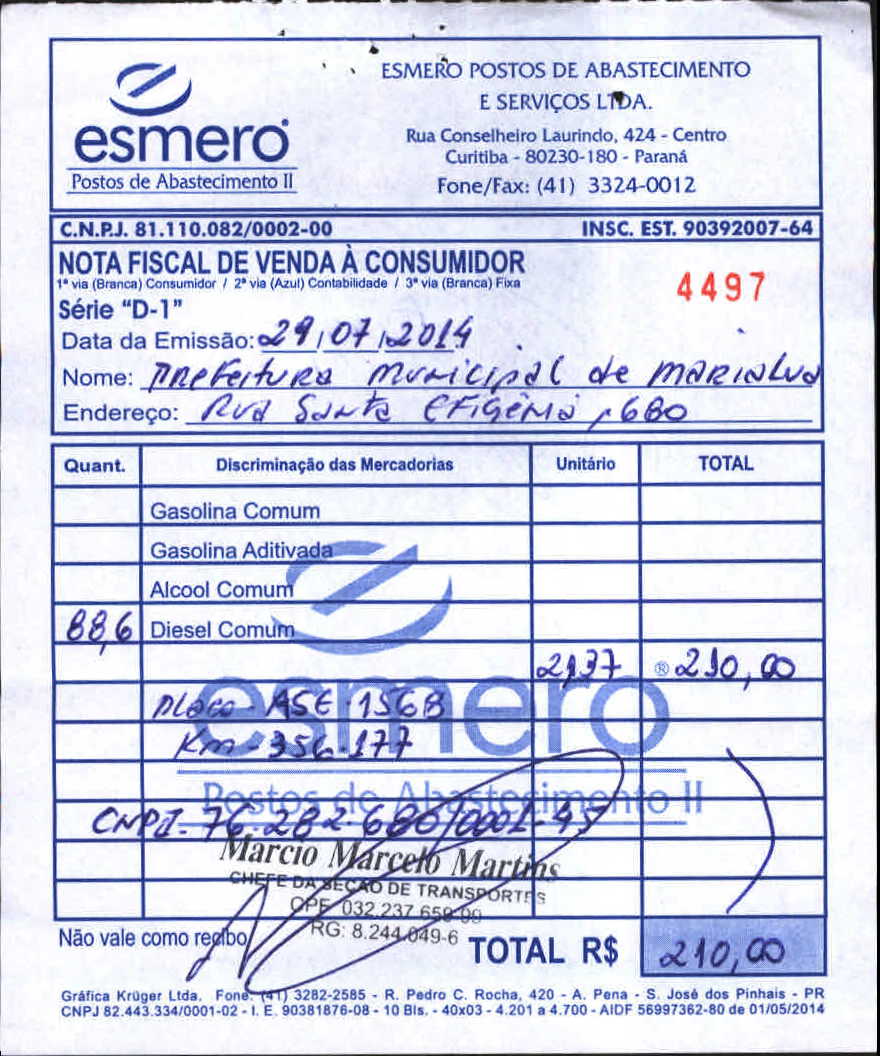 esmero
Postos de Abastecimento II
ESMERO POSTOS DE ABASTECIMENTO
E SERVIÇOS LTDA.
Rua Conselheiro Laurindo, 424 - Centro
Curitiba - 80230-180 - Paraná
Fone/Fax: (41) 3324-0012
C.N.P.J. 81.110.082/0002-00 INSC. EST. 90392007-64
NOTA FISCAL DE VENDA À CONSUMIDOR
1ª via (Branca) Consumidor / 2ª via (Azul) Contabilidade / 3ª via (Branca) Fixa
4497
Série "D-1"
Data da Emissão: 29/07/2014
Nome: Prefeitura Municipal de Marialva
Endereço: Rua Santa Efigênia, 680
Quant. Discriminação das Mercadorias Unitário TOTAL
Gasolina Comum
Gasolina Aditivada
Alcool Comum
88,6 Diesel Comum
2,37 210,00
esmero®
Placa - ASE-1568
Km - 356.177
Postos de Abastecimento II
CNPJ. 76.282.680/0001-45
Marcio Marcelo Martins
CHEFE DA SEÇÃO DE TRANSPORTES
CPF 032.237.659-99
RG: 8.244.049-6
Não vale como recibo
TOTAL R$ 210,00
Gráfica Krüger Ltda. Fone: (41) 3282-2585 - R. Pedro C. Rocha, 420 - A. Pena - S. José dos Pinhais - PR
CNPJ 82.443.334/0001-02 - I. E. 90381876-08 - 10 Bls. - 40x03 - 4.201 a 4.700 - AIDF 56997362-80 de 01/05/2014